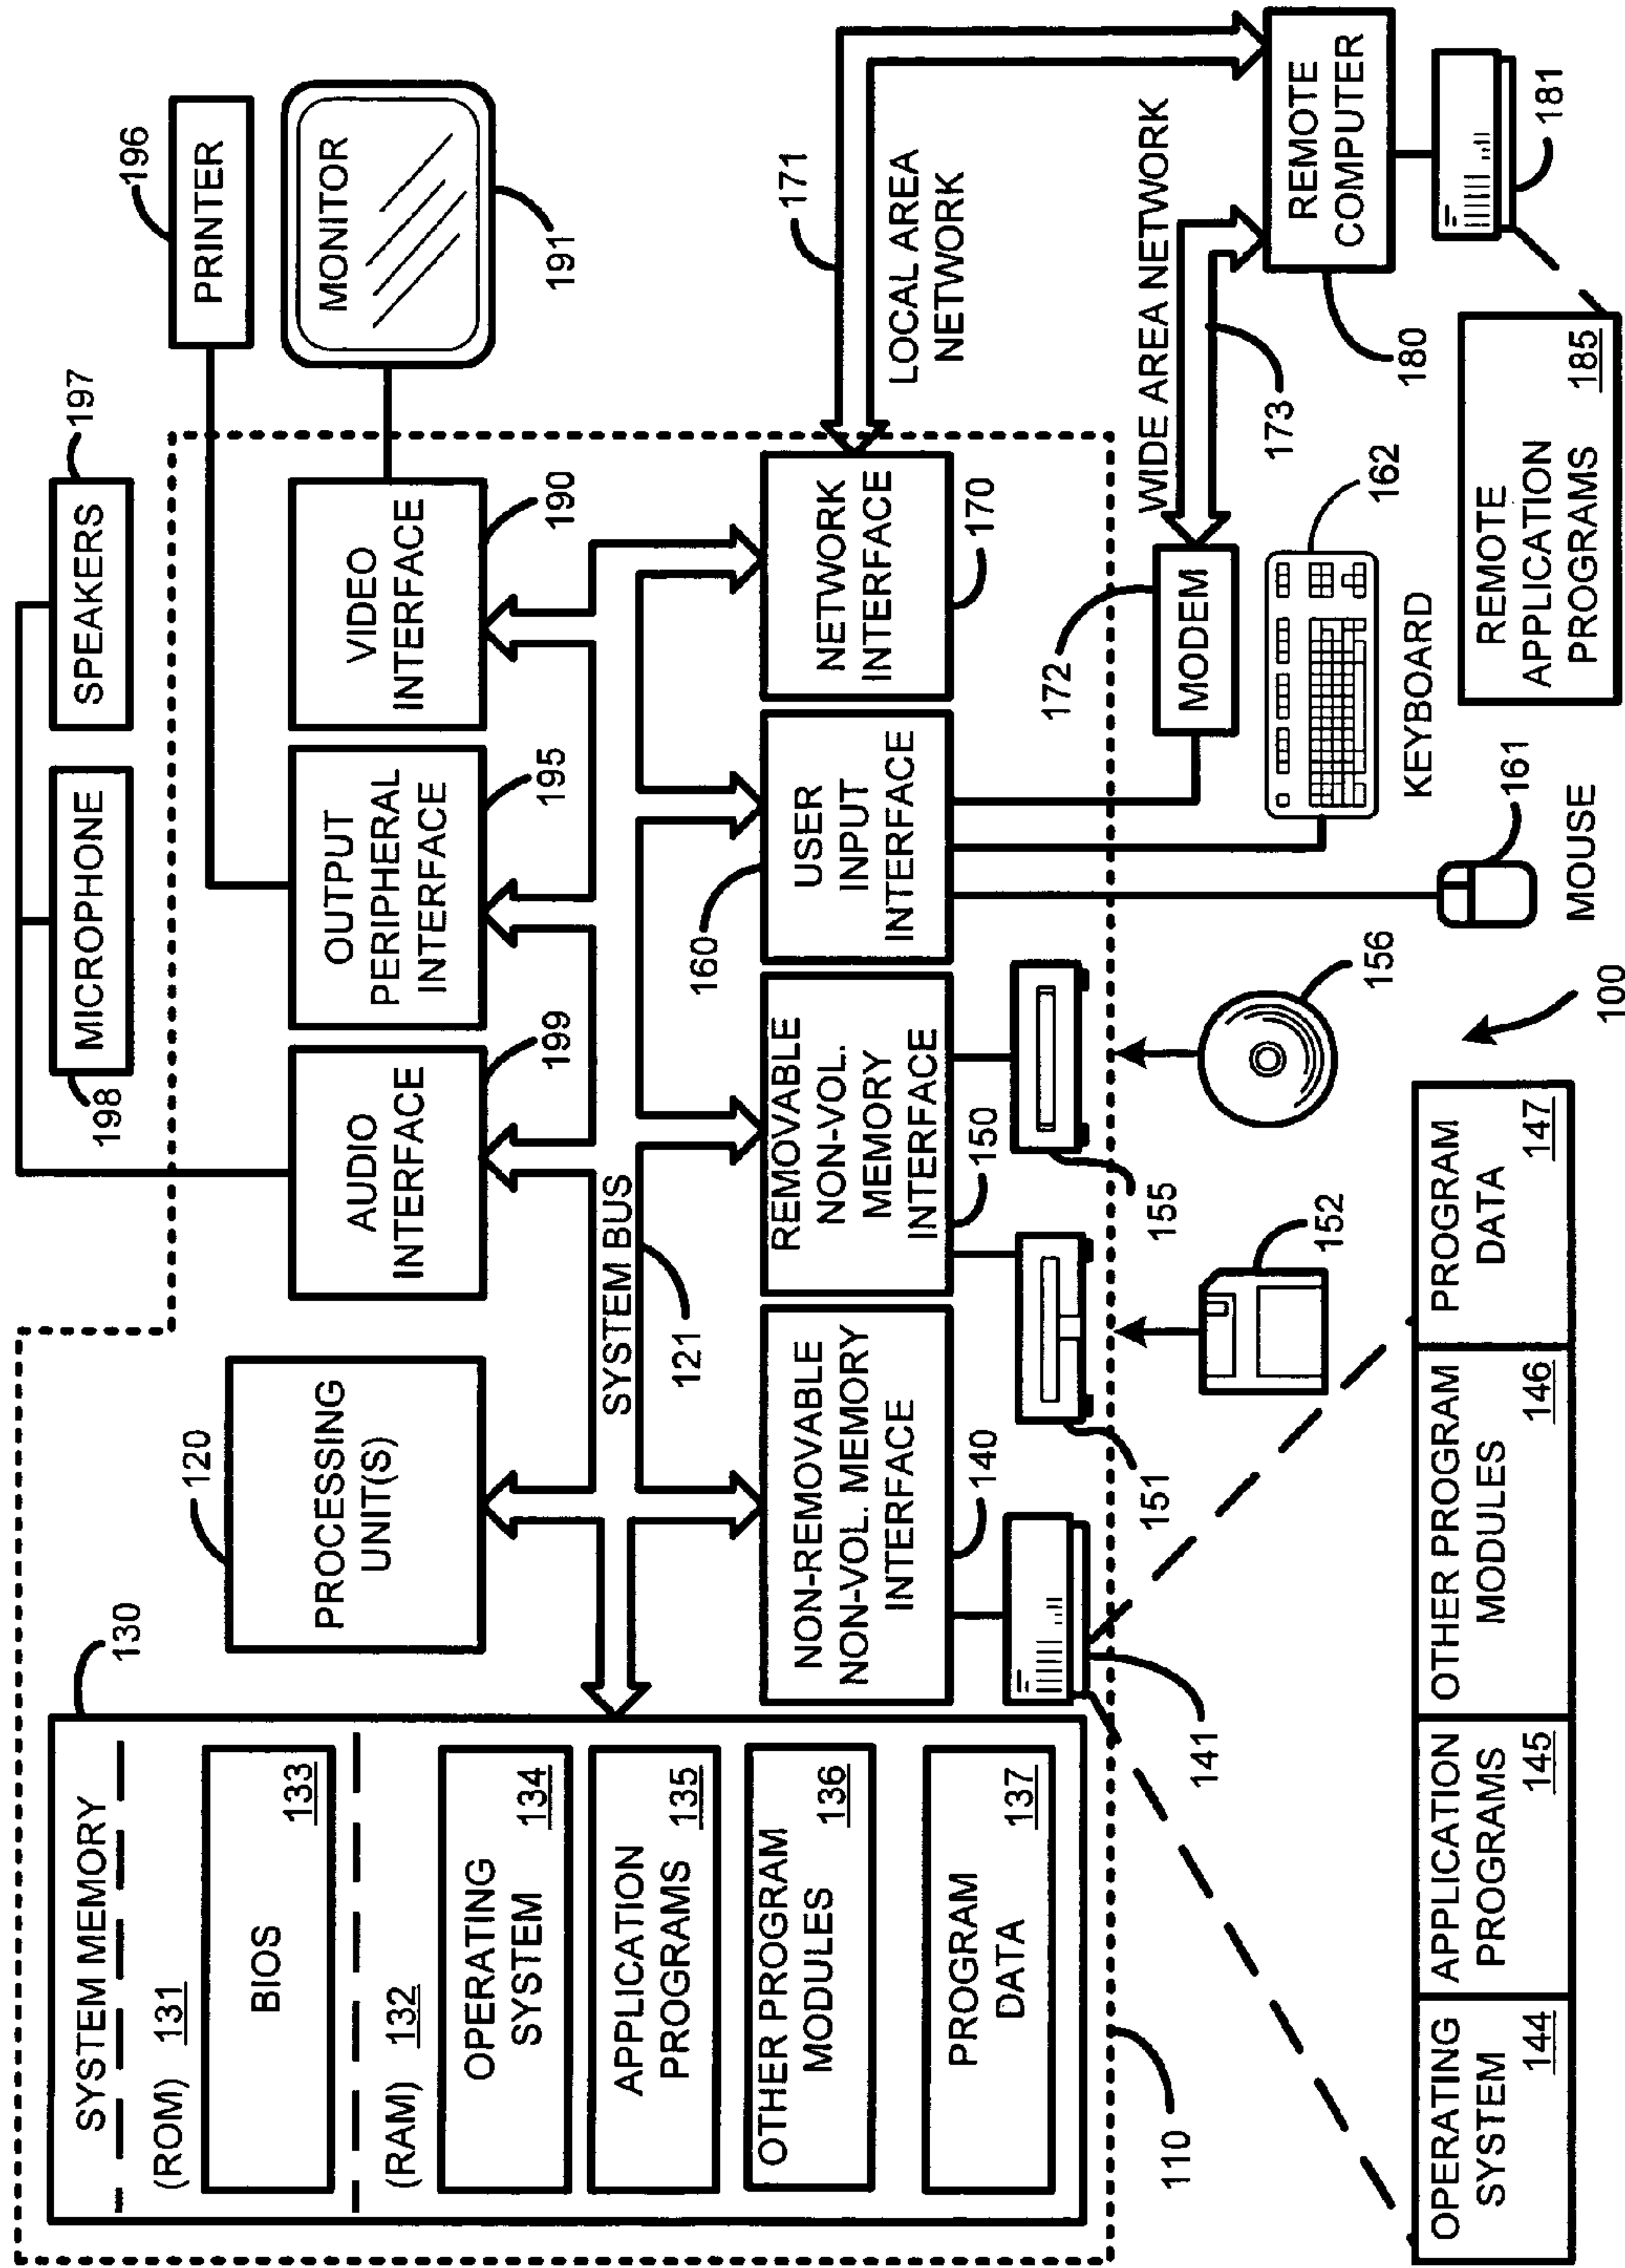 SYSTEM MEMORY
130
(ROM) 131
BIOS
133
(RAM) 132
OPERATING
SYSTEM
134
APPLICATION
PROGRAMS
135
OTHER PROGRAM
MODULES
136
PROGRAM
DATA
137
110
120
PROCESSING
UNIT(S)
SYSTEM BUS
121
198
MICROPHONE
SPEAKERS
197
AUDIO
INTERFACE
199
OUTPUT
PERIPHERAL
INTERFACE
195
VIDEO
INTERFACE
190
PRINTER
196
MONITOR
191
NON-REMOVABLE
NON-VOL. MEMORY
INTERFACE
140
REMOVABLE
NON-VOL.
MEMORY
INTERFACE
150
160
USER
INPUT
INTERFACE
NETWORK
INTERFACE
170
171
LOCAL AREA
NETWORK
141
151
155
152
156
172
MODEM
WIDE AREA NETWORK
173
REMOTE
COMPUTER
180
181
162
KEYBOARD
161
MOUSE
REMOTE
APPLICATION
PROGRAMS
185
100
OPERATING
SYSTEM
144
APPLICATION
PROGRAMS
145
OTHER PROGRAM
MODULES
146
PROGRAM
DATA
147